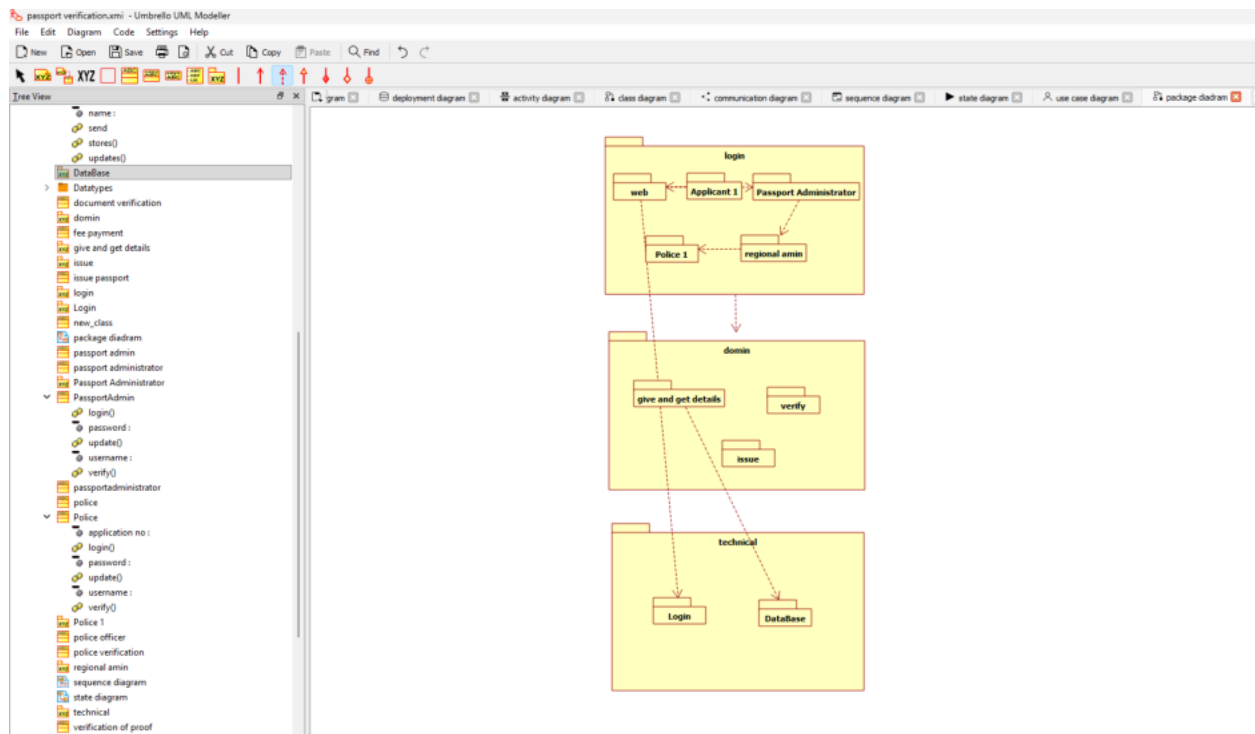 passport verification.xmi - Umbrello UML Modeller
File Edit Diagram Code Settings Help
New Open Save Cut Copy Paste Find
XYZ
Tree View
gram deployment diagram activity diagram class diagram communication diagram sequence diagram state diagram use case diagram package diadram
name :
send
stores()
updates()
DataBase
Datatypes
document verification
domin
fee payment
give and get details
issue
issue passport
login
Login
new_class
package diadram
passport admin
passport administrator
Passport Administrator
PassportAdmin
login()
password :
update()
username :
verify()
passportadministrator
police
Police
application no :
login()
password :
update()
username :
verify()
Police 1
police officer
police verification
regional amin
sequence diagram
state diagram
technical
verification of proof
login
web Applicant 1 Passport Administrator
Police 1 regional amin
domin
give and get details verify
issue
technical
Login DataBase